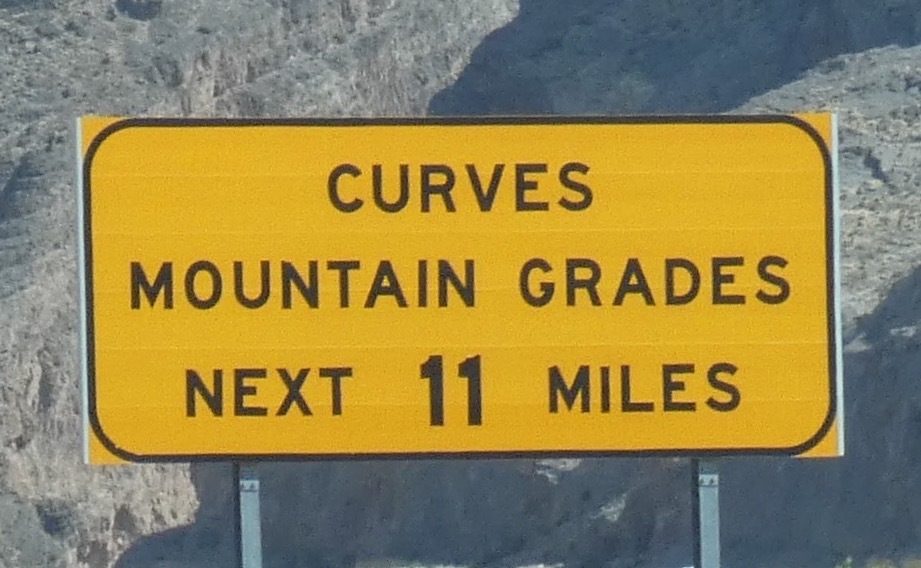 CURVES
MOUNTAIN GRADES
NEXT 11 MILES